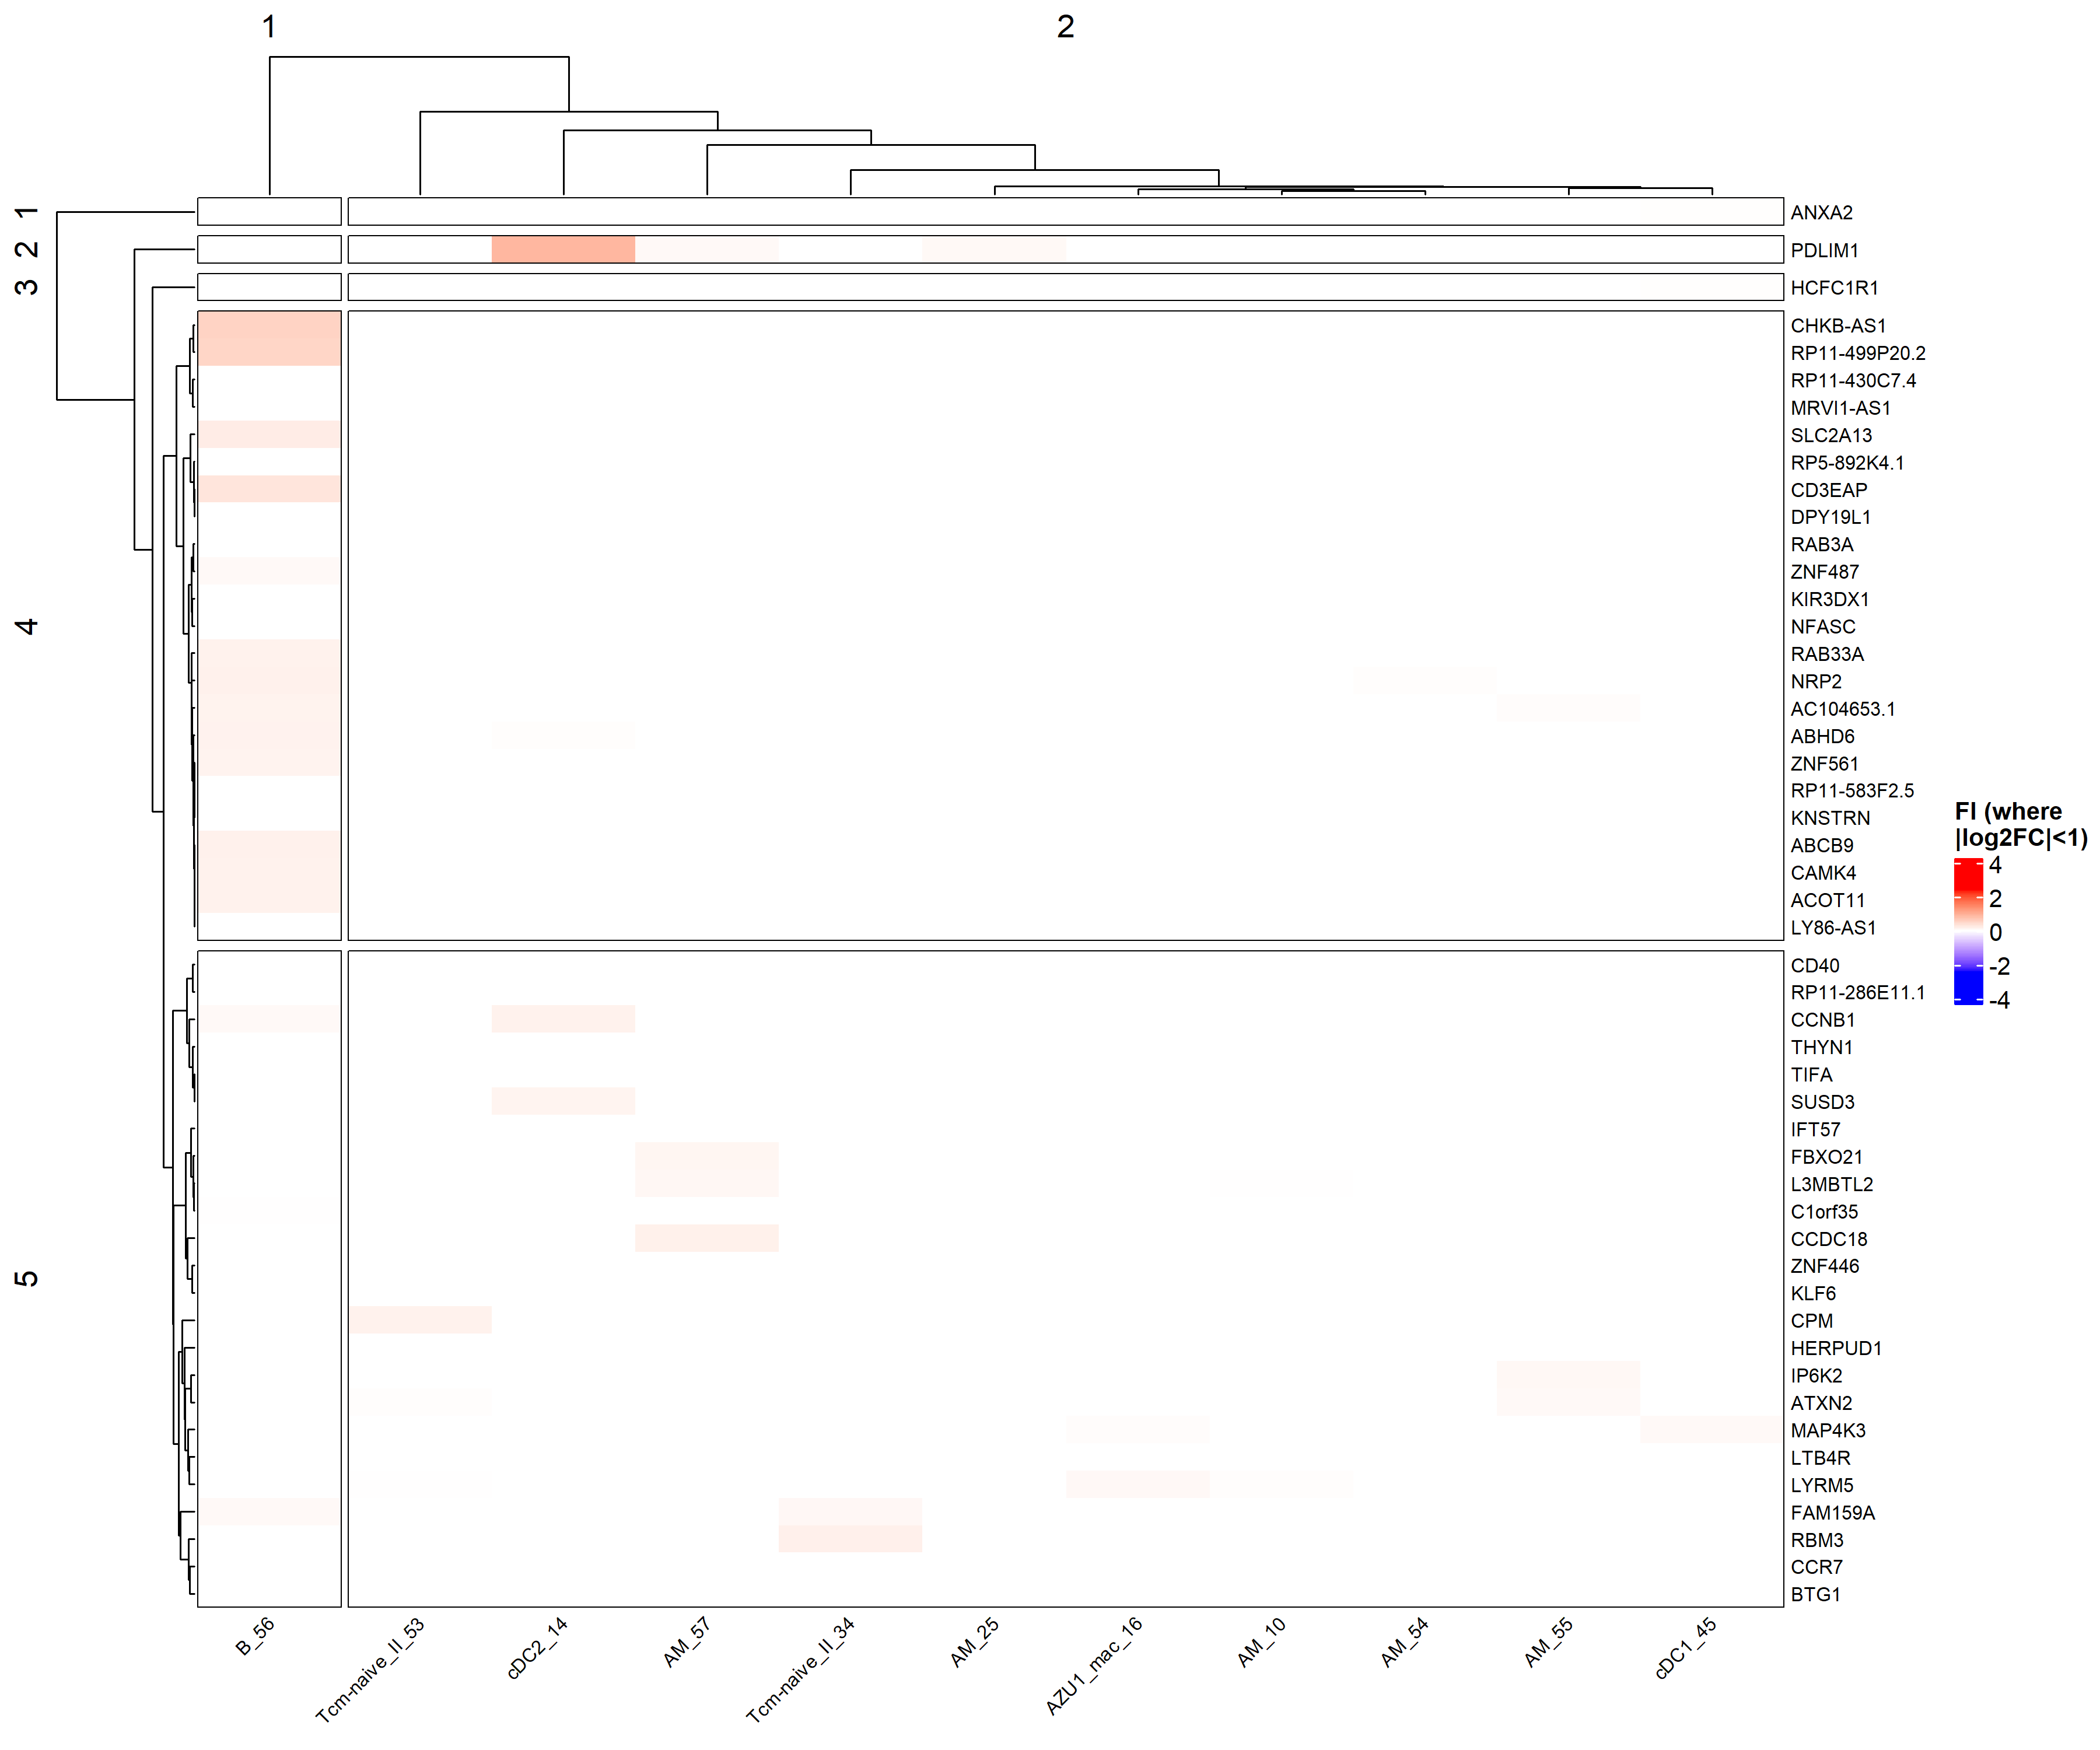 1
2
1
ANXA2
2
PDLIM1
3
HCFC1R1
4
CHKB-AS1
RP11-499P20.2
RP11-430C7.4
MRVI1-AS1
SLC2A13
RP5-892K4.1
CD3EAP
DPY19L1
RAB3A
ZNF487
KIR3DX1
NFASC
RAB33A
NRP2
AC104653.1
ABHD6
ZNF561
RP11-583F2.5
KNSTRN
ABCB9
CAMK4
ACOT11
LY86-AS1
5
CD40
RP11-286E11.1
CCNB1
THYN1
TIFA
SUSD3
IFT57
FBXO21
L3MBTL2
C1orf35
CCDC18
ZNF446
KLF6
CPM
HERPUD1
IP6K2
ATXN2
MAP4K3
LTB4R
LYRM5
FAM159A
RBM3
CCR7
BTG1
FI (where
|log2FC|<1)
4
2
0
-2
-4
B_56
Tcm-naive_II_53
cDC2_14
AM_57
Tcm-naive_II_34
AM_25
AZU1_mac_16
AM_10
AM_54
AM_55
cDC1_45